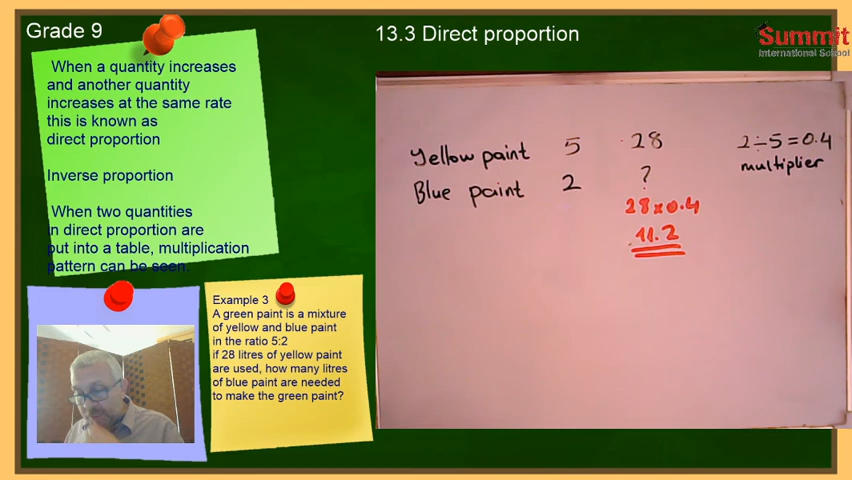 Grade 9
13.3 Direct proportion
Summit
International School
When a quantity increases
and another quantity
increases at the same rate
this is known as
direct proportion
Inverse proportion
When two quantities
in direct proportion are
put into a table, multiplication
pattern can be seen.
Example 3
A green paint is a mixture
of yellow and blue paint
in the ratio 5:2
if 28 litres of yellow paint
are used, how many litres
of blue paint are needed
to make the green paint?
Yellow paint 5 28 2÷5=0.4
multiplier
Blue paint 2 ?
28x0.4
11.2